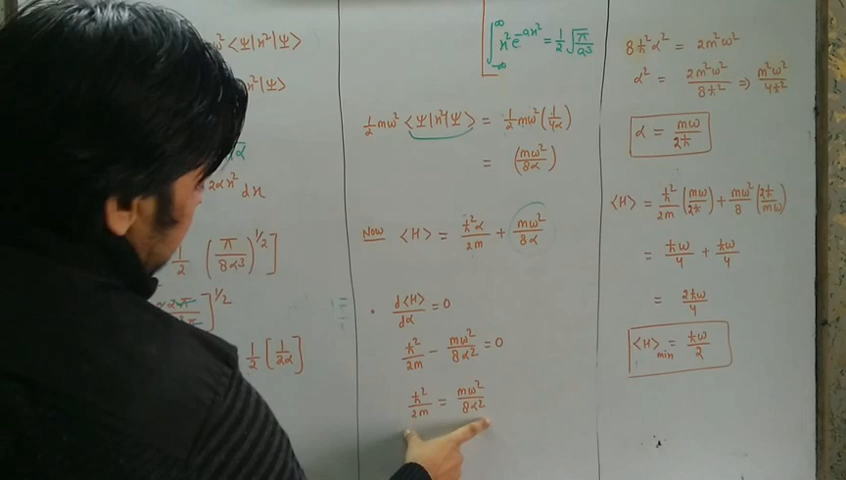 ω² <Ψ|x²|Ψ>
x²|Ψ>
√α
2αx² dx
1/2 (π/8α³)^1/2]
]^1/2
1/2 [1/2α]
∫_-∞^∞ x² e^-ax² = 1/2 √(π/a³)
1/2 mω² <Ψ|x²|Ψ> = 1/2 mω² (1/4α)
= (mω²/8α)
Now <H> = ħ²α/2m + mω²/8α
• d<H>/dα = 0
ħ²/2m - mω²/8α² = 0
ħ²/2m = mω²/8α²
8ħ²α² = 2m²ω²
α² = 2m²ω²/8ħ² ⇒ m²ω²/4ħ²
α = mω/2ħ
<H> = ħ²/2m (mω/2ħ) + mω²/8 (2ħ/mω)
= ħω/4 + ħω/4
= 2ħω/4
<H>min = ħω/2